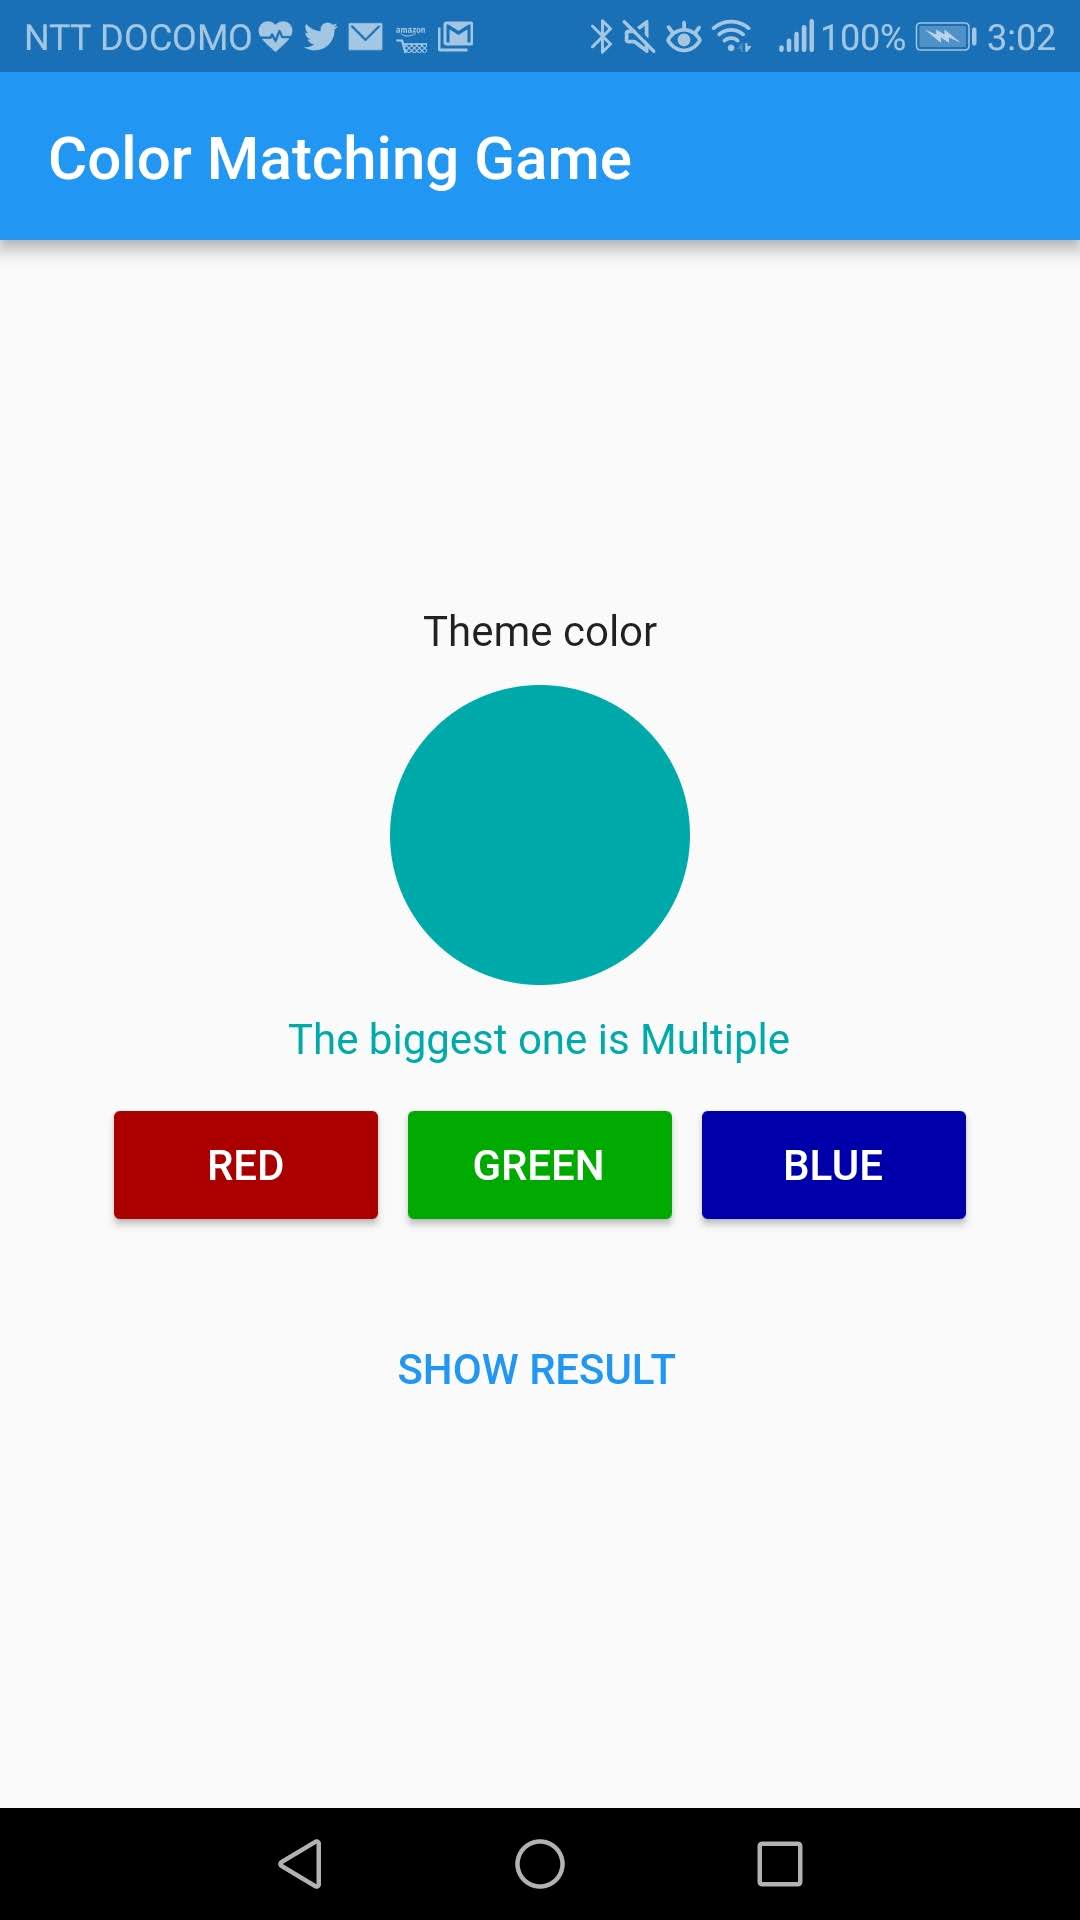 NTT DOCOMO amazon 100% 3:02
Color Matching Game
Theme color
The biggest one is Multiple
RED GREEN BLUE
SHOW RESULT